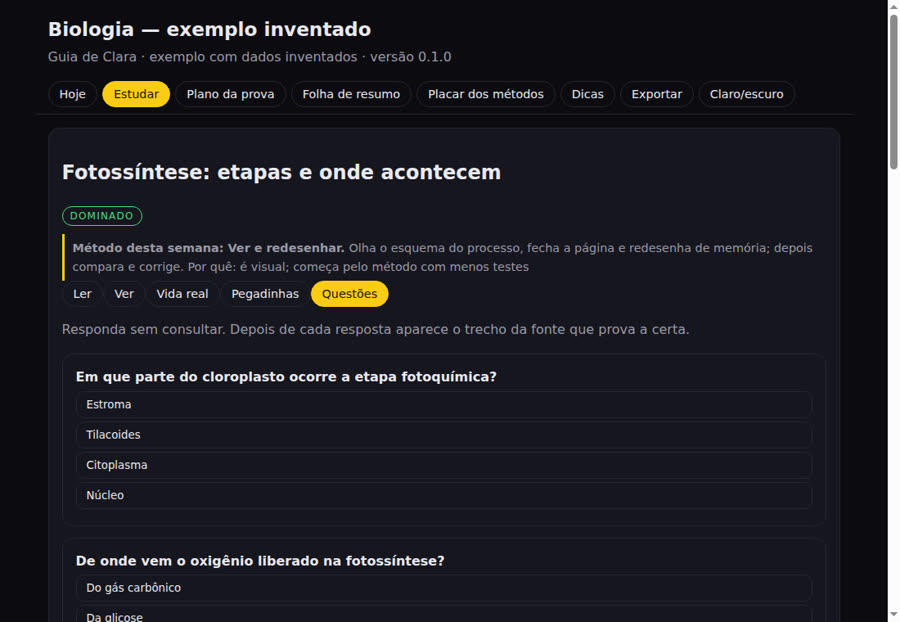 Biologia — exemplo inventado
Guia de Clara · exemplo com dados inventados · versão 0.1.0
Hoje Estudar Plano da prova Folha de resumo Placar dos métodos Dicas Exportar Claro/escuro
Fotossíntese: etapas e onde acontecem
DOMINADO
Método desta semana: Ver e redesenhar. Olha o esquema do processo, fecha a página e redesenha de memória; depois
compara e corrige. Por quê: é visual; começa pelo método com menos testes
Ler Ver Vida real Pegadinhas Questões
Responda sem consultar. Depois de cada resposta aparece o trecho da fonte que prova a certa.
Em que parte do cloroplasto ocorre a etapa fotoquímica?
Estroma
Tilacoides
Citoplasma
Núcleo
De onde vem o oxigênio liberado na fotossíntese?
Do gás carbônico
Da glicose